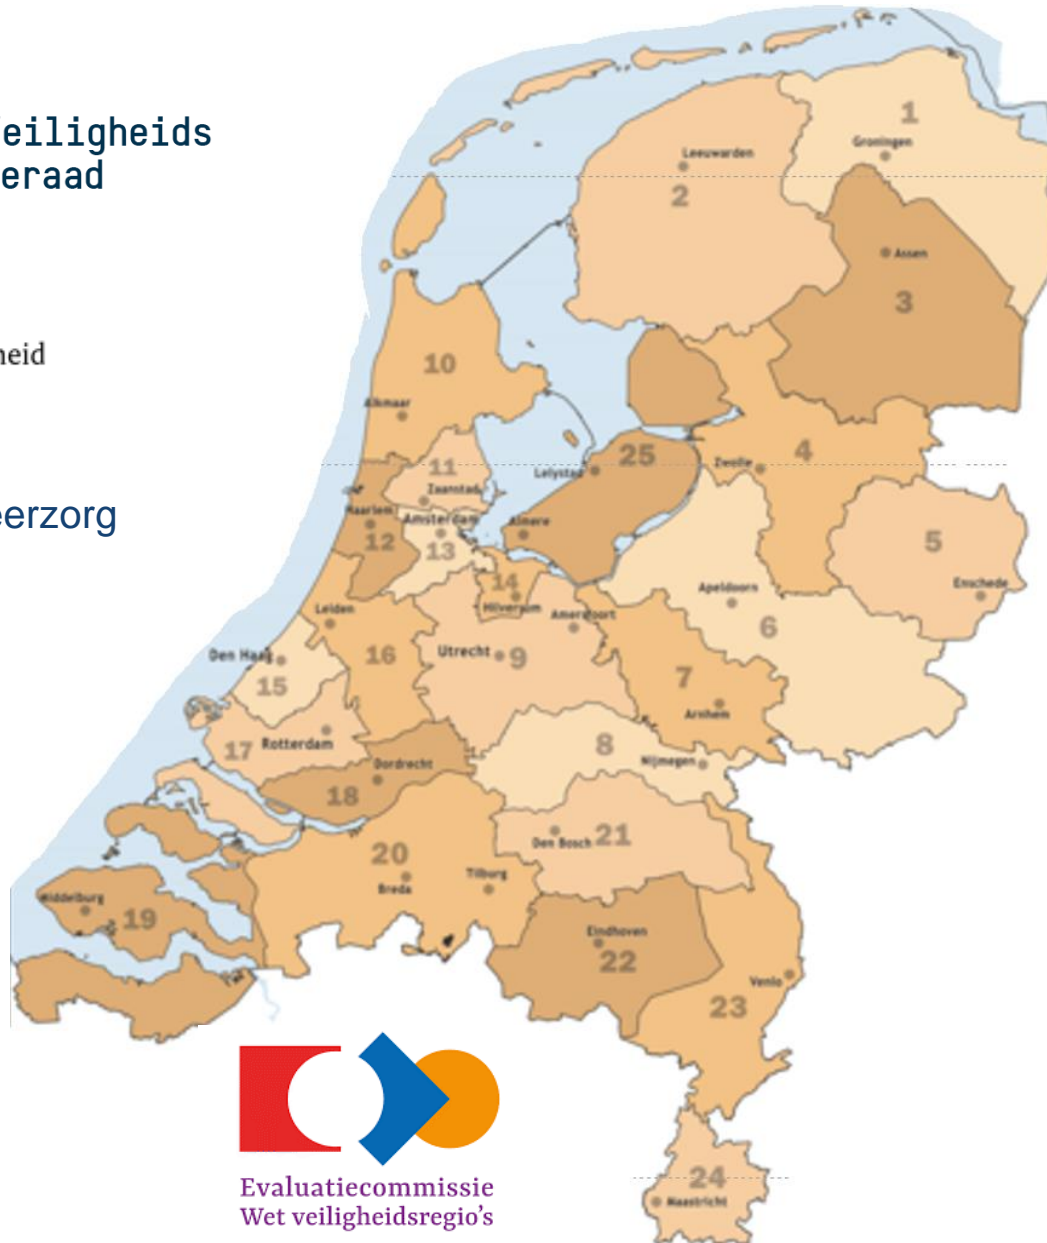 eiligheids
eraad
heid
erzorg
1
Groningen
Leeuwarden
2
Assen
3
10
Alkmaar
4
11
25
Zwolle
Lelystad
Zaanstad
Haarlem
Amsterdam
Almere
12
13
5
14
Enschede
Apeldoorn
Hilversum
Leiden
Amersfoort
6
Den Haag
16
Utrecht
9
15
7
Arnhem
17
Rotterdam
8
Dordrecht
Nijmegen
18
Den Bosch
21
20
Tilburg
Breda
Middelburg
19
Eindhoven
22
Venlo
23
Evaluatiecommissie
Wet veiligheidsregio's
24
Maastricht